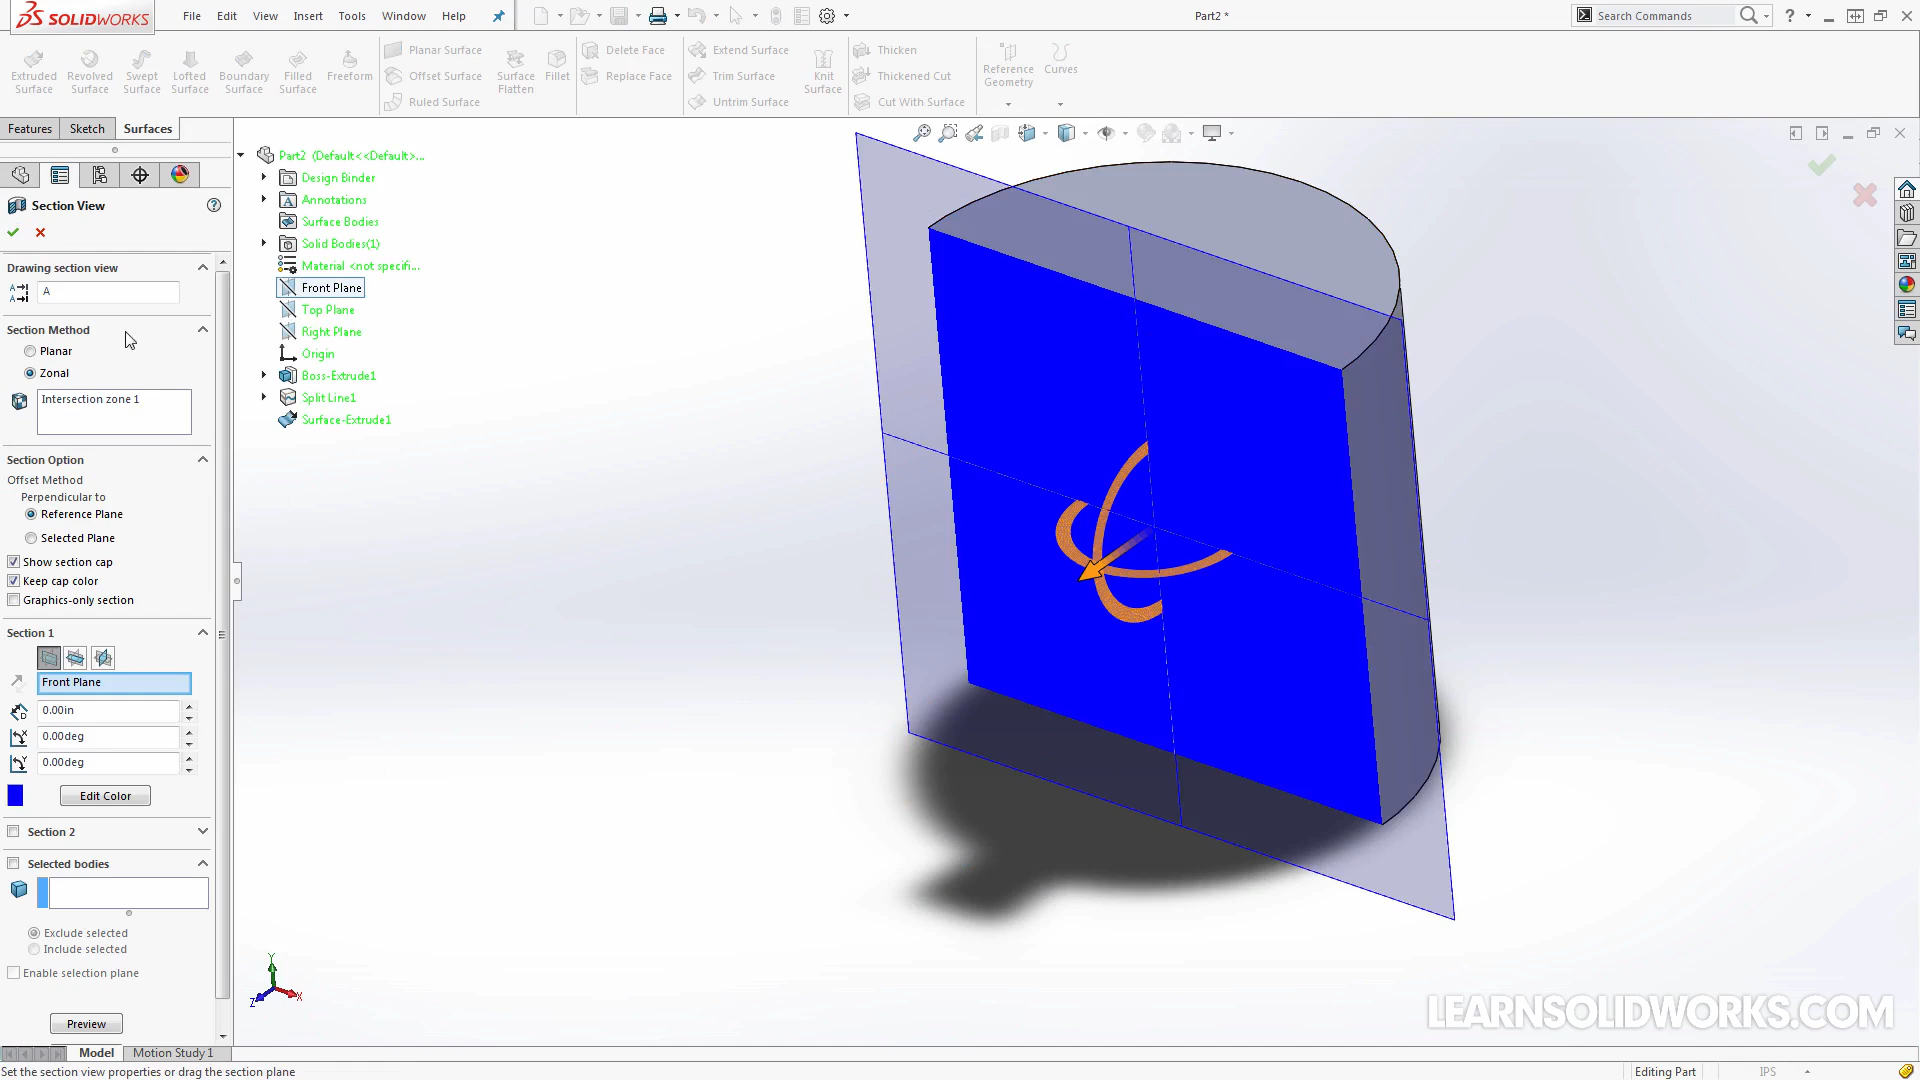 SOLIDWORKS
File Edit View Insert Tools Window Help
Part2 *
Search Commands
?
Extruded Surface
Revolved Surface
Swept Surface
Lofted Surface
Boundary Surface
Filled Surface
Freeform
Planar Surface
Offset Surface
Ruled Surface
Surface Flatten
Fillet
Delete Face
Replace Face
Extend Surface
Trim Surface
Untrim Surface
Knit Surface
Thicken
Thickened Cut
Cut With Surface
Reference Geometry
Curves
Features Sketch Surfaces
Section View
?
Drawing section view
A
Section Method
Planar
Zonal
Intersection zone 1
Section Option
Offset Method
Perpendicular to
Reference Plane
Selected Plane
Show section cap
Keep cap color
Graphics-only section
Section 1
Front Plane
0.00in
0.00deg
0.00deg
Edit Color
Section 2
Selected bodies
Exclude selected
Include selected
Enable selection plane
Preview
Part2 (Default<<Default>...
Design Binder
Annotations
Surface Bodies
Solid Bodies(1)
Material <not specifi...
Front Plane
Top Plane
Right Plane
Origin
Boss-Extrude1
Split Line1
Surface-Extrude1
Y
Z
X
LEARNSOLIDWORKS.COM
Model Motion Study 1
Set the section view properties or drag the section plane
Editing Part
IPS